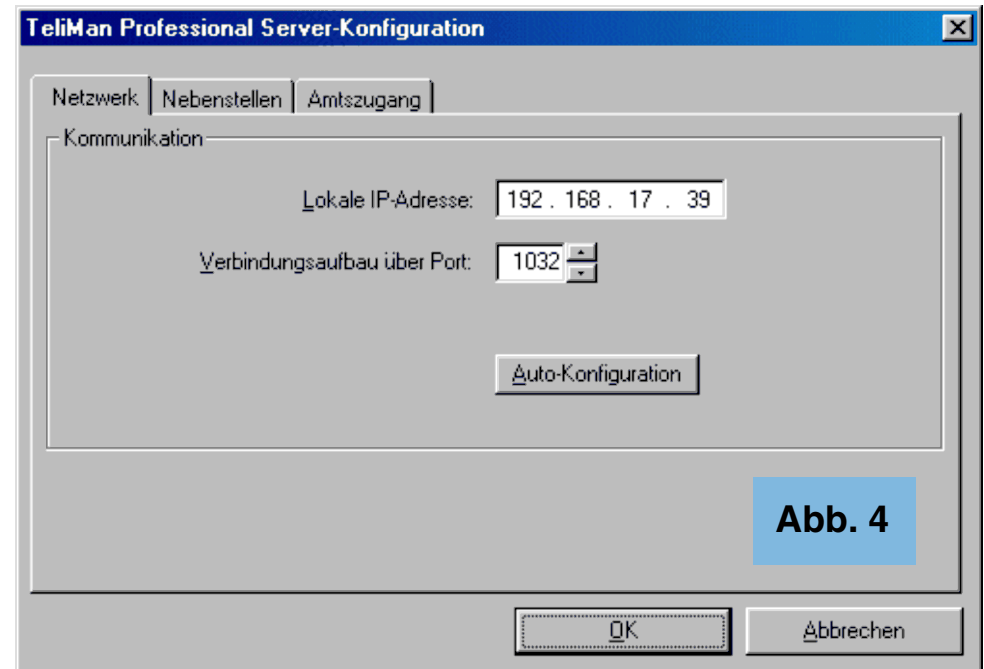 TeliMan Professional Server-Konfiguration
Netzwerk Nebenstellen Amtszugang
Kommunikation
Lokale IP-Adresse: 192 . 168 . 17 . 39
Verbindungsaufbau über Port: 1032
Auto-Konfiguration
Abb. 4
OK Abbrechen